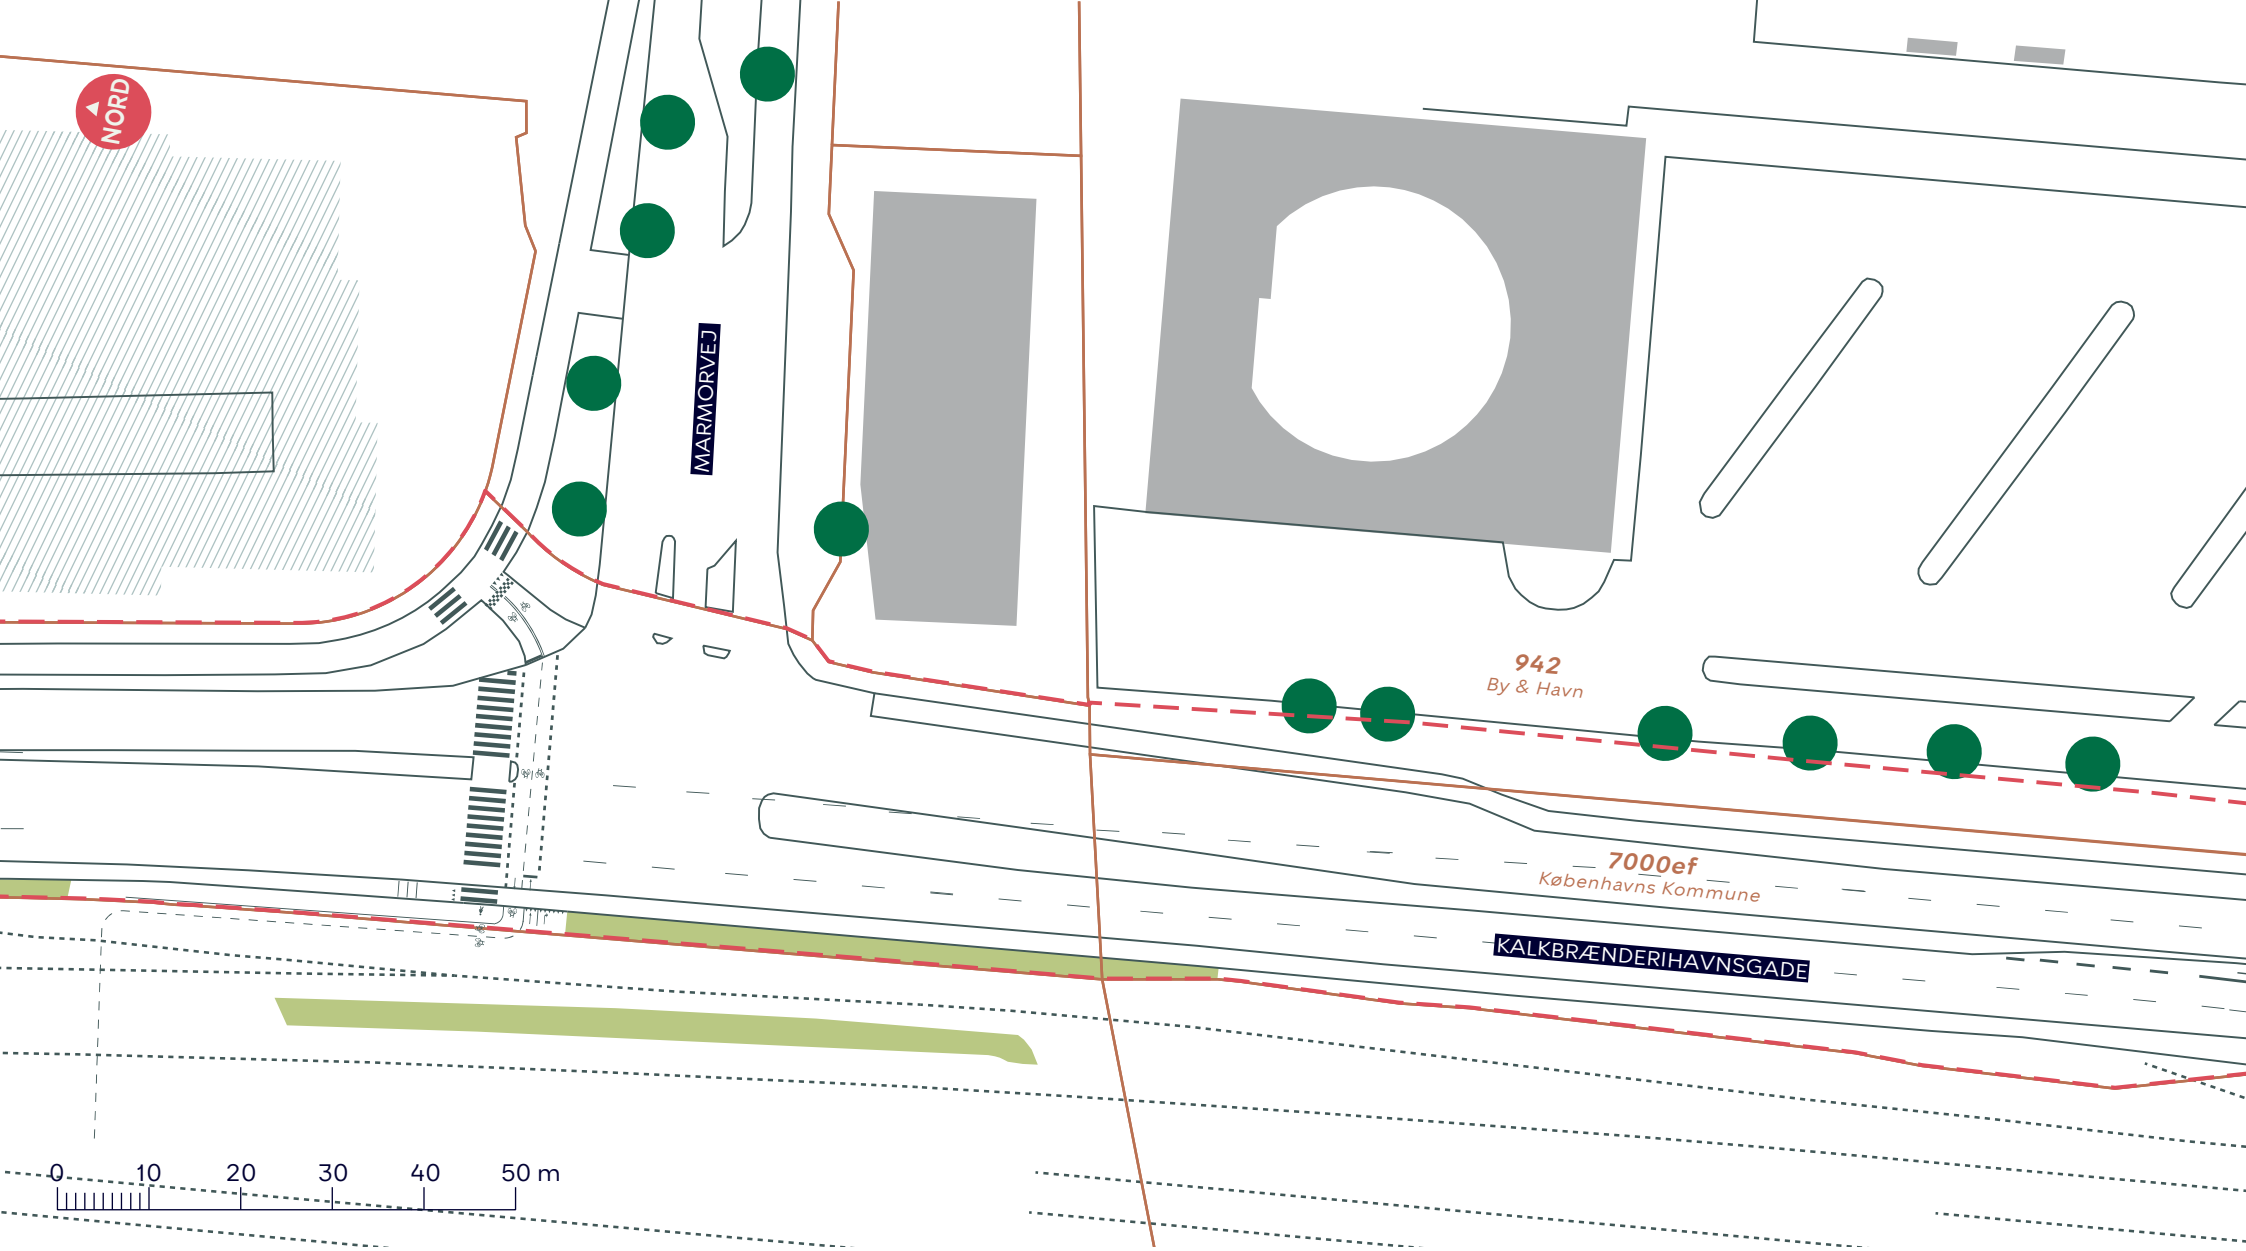 NORD
MARMORVEJ
942
By & Havn
7000ef
Københavns Kommune
KALKBRÆNDERIHAVNSGADE
0 10 20 30 40 50 m